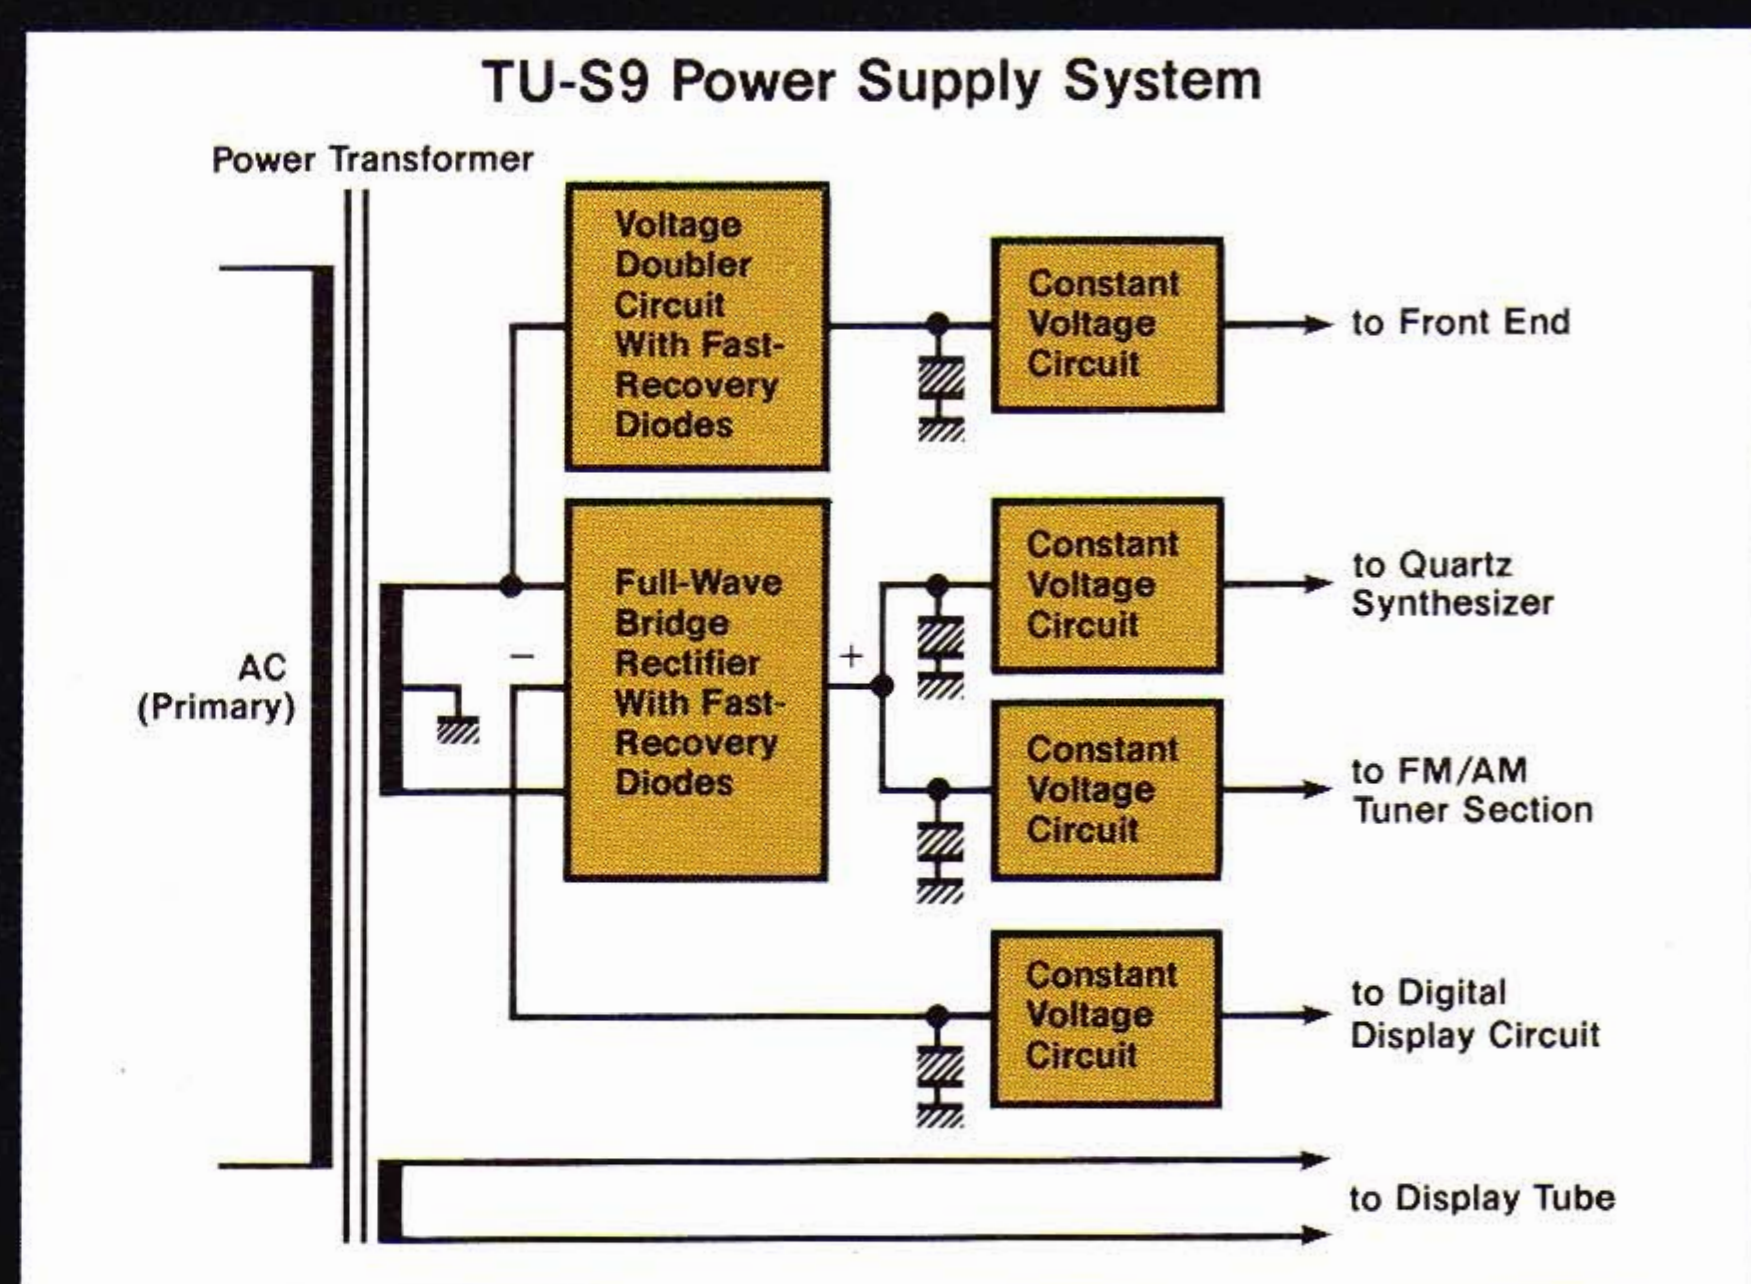 TU-S9 Power Supply System
Power Transformer
Voltage
Doubler
Circuit
With Fast-
Recovery
Diodes
Constant
Voltage
Circuit
to Front End
Full-Wave
Bridge
Rectifier
With Fast-
Recovery
Diodes
Constant
Voltage
Circuit
to Quartz
Synthesizer
AC
(Primary)
−
+
Constant
Voltage
Circuit
to FM/AM
Tuner Section
Constant
Voltage
Circuit
to Digital
Display Circuit
to Display Tube